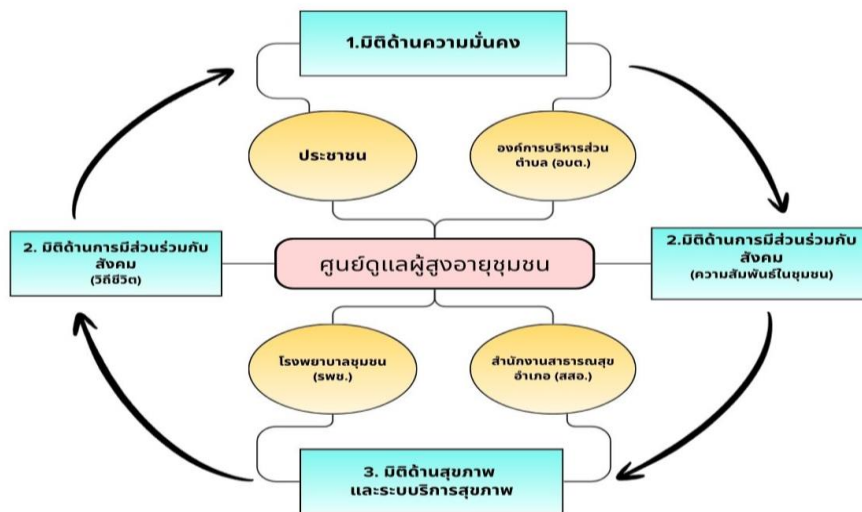 1.มิติด้านความมั่นคง
ประชาชน
องค์การบริหารส่วน
ตำบล (อบต.)
2. มิติด้านการมีส่วนร่วมกับ
สังคม
(วิถีชีวิต)
ศูนย์ดูแลผู้สูงอายุชุมชน
2.มิติด้านการมีส่วนร่วมกับ
สังคม
(ความสัมพันธ์ในชุมชน)
โรงพยาบาลชุมชน
(รพช.)
สำนักงานสาธารณสุข
อำเภอ (สสอ.)
3. มิติด้านสุขภาพ
และระบบบริการสุขภาพ